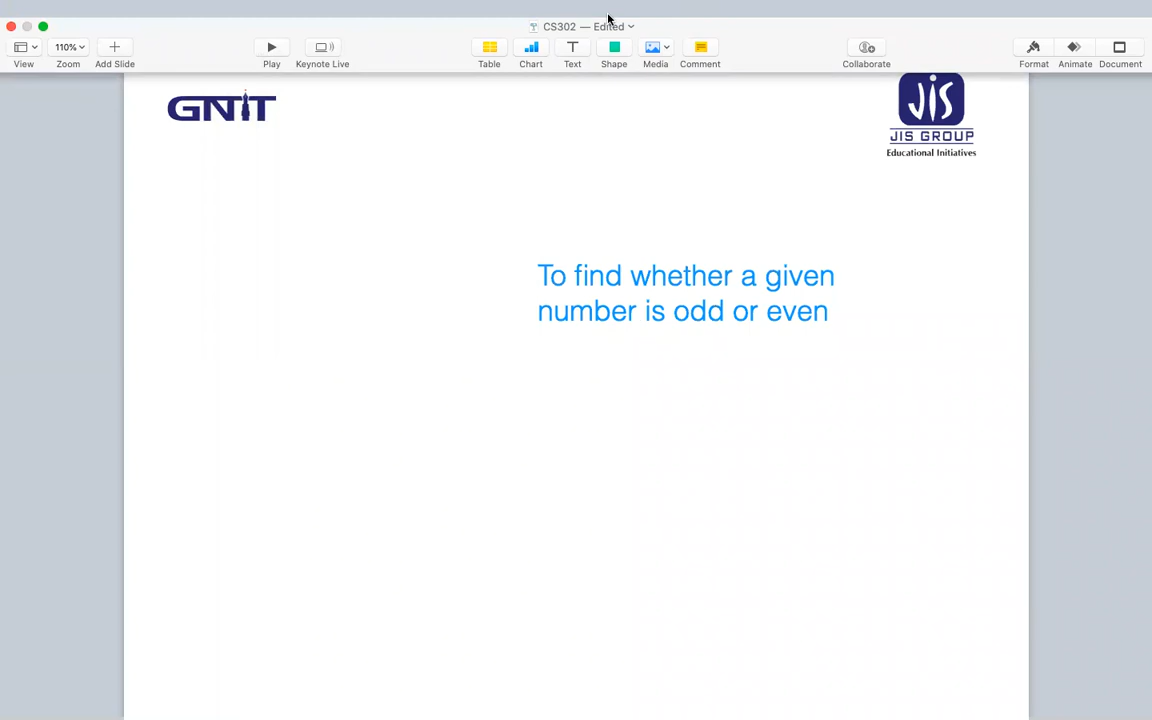 CS302 — Edited
110%
View
Zoom
Add Slide
Play
Keynote Live
Table
Chart
Text
Shape
Media
Comment
Collaborate
Format
Animate
Document
GNIT
JIS
JIS GROUP
Educational Initiatives
To find whether a given
number is odd or even